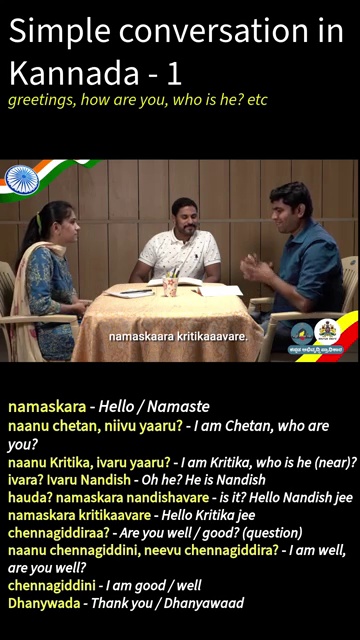 Simple conversation in
Kannada - 1
greetings, how are you, who is he? etc
namaskaara kritikaaavare.
namaskara - Hello / Namaste
naanu chetan, niivu yaaru? - I am Chetan, who are
you?
naanu Kritika, ivaru yaaru? - I am Kritika, who is he (near)?
ivara? Ivaru Nandish - Oh he? He is Nandish
hauda? namaskara nandishavare - is it? Hello Nandish jee
namaskara kritikaavare - Hello Kritika jee
chennagiddiraa? - Are you well / good? (question)
naanu chennagiddini, neevu chennagiddira? - I am well,
are you well?
chennagiddini - I am good / well
Dhanywada - Thank you / Dhanyawaad